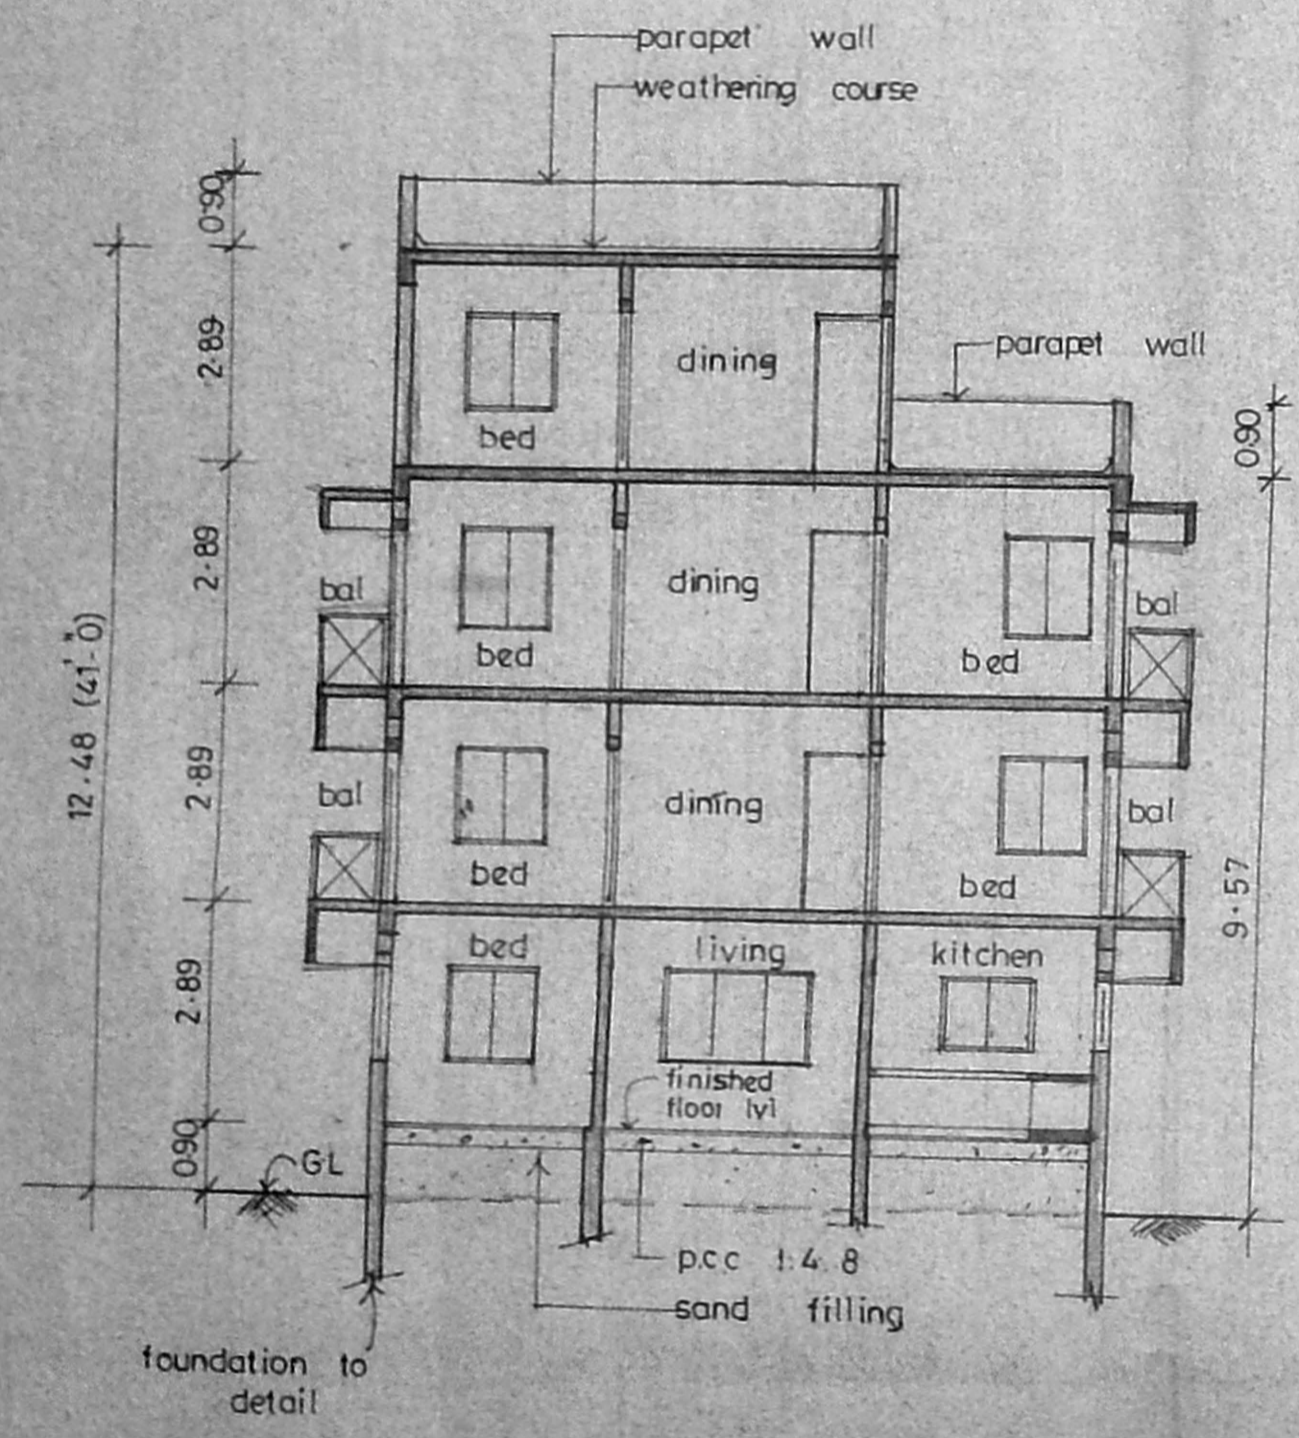 parapet wall
weathering course
0.90
2.89
dining
parapet wall
bed
0.90
2.89
bal
dining
bal
bed
bed
12.48 (41'-0")
2.89
bal
dining
bal
bed
bed
9.57
bed
living
kitchen
2.89
finished
floor lvl
0.90
G.L
p.c.c 1:4:8
sand filling
foundation to
detail